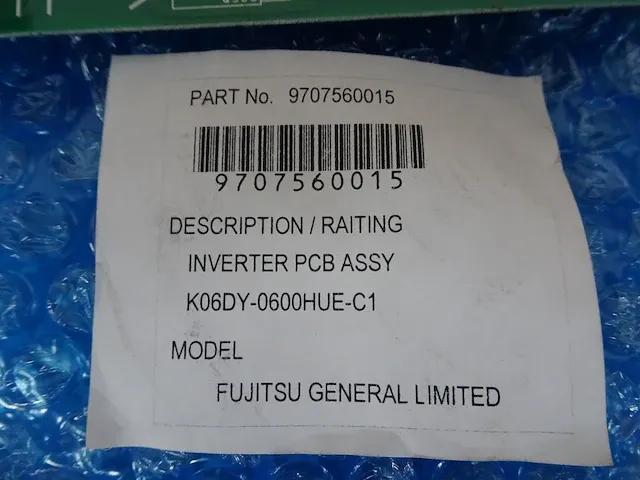 PART No. 9707560015
9707560015
DESCRIPTION / RAITING
INVERTER PCB ASSY
K06DY-0600HUE-C1
MODEL
FUJITSU GENERAL LIMITED